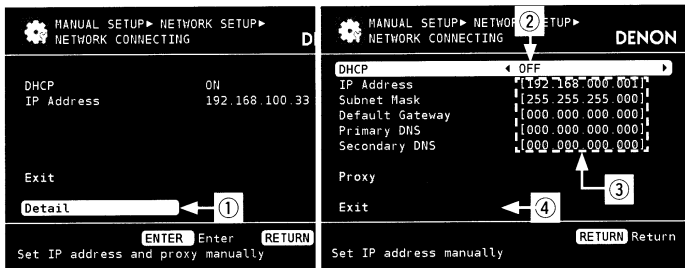 MANUAL SETUP▸ NETWORK SETUP▸
NETWORK CONNECTING
D
DHCP ON
IP Address 192.168.100.33
Exit
Detail
①
ENTER Enter RETURN
Set IP address and proxy manually
MANUAL SETUP▸ NETWO ETUP▸
②
NETWORK CONNECTING
DENON
DHCP ◂ OFF ▸
IP Address [192.168.000.001]
Subnet Mask [255.255.255.000]
Default Gateway [000.000.000.000]
Primary DNS [000.000.000.000]
Secondary DNS [000.000.000.000]
Proxy
③
Exit
④
RETURN Return
Set IP address manually